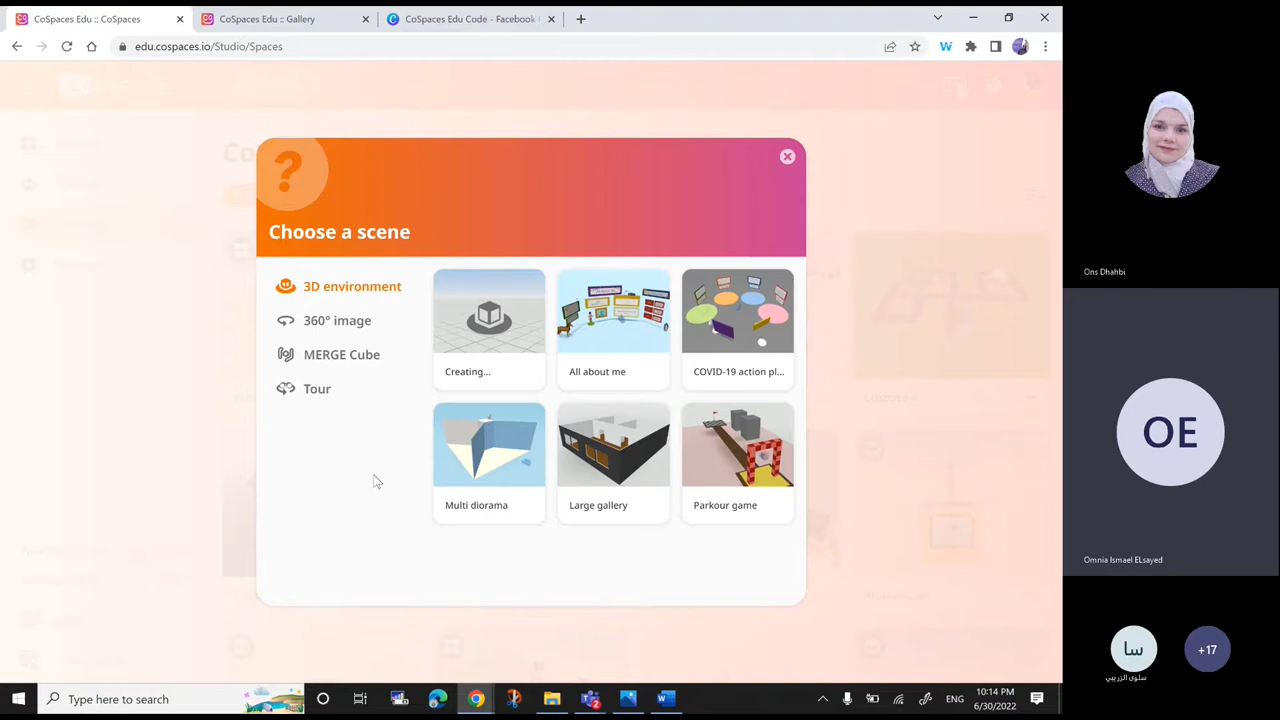 CoSpaces Edu :: CoSpaces
CoSpaces Edu :: Gallery
CoSpaces Edu Code - Facebook
edu.cospaces.io/Studio/Spaces
W
?
Choose a scene
3D environment
360° image
MERGE Cube
Tour
Creating...
All about me
COVID-19 action pl...
Multi diorama
Large gallery
Parkour game
Ons Dhahbi
OE
Omnia Ismael ELsayed
سا
+17
سلوى الزريبي
Type here to search
ENG
10:14 PM
6/30/2022